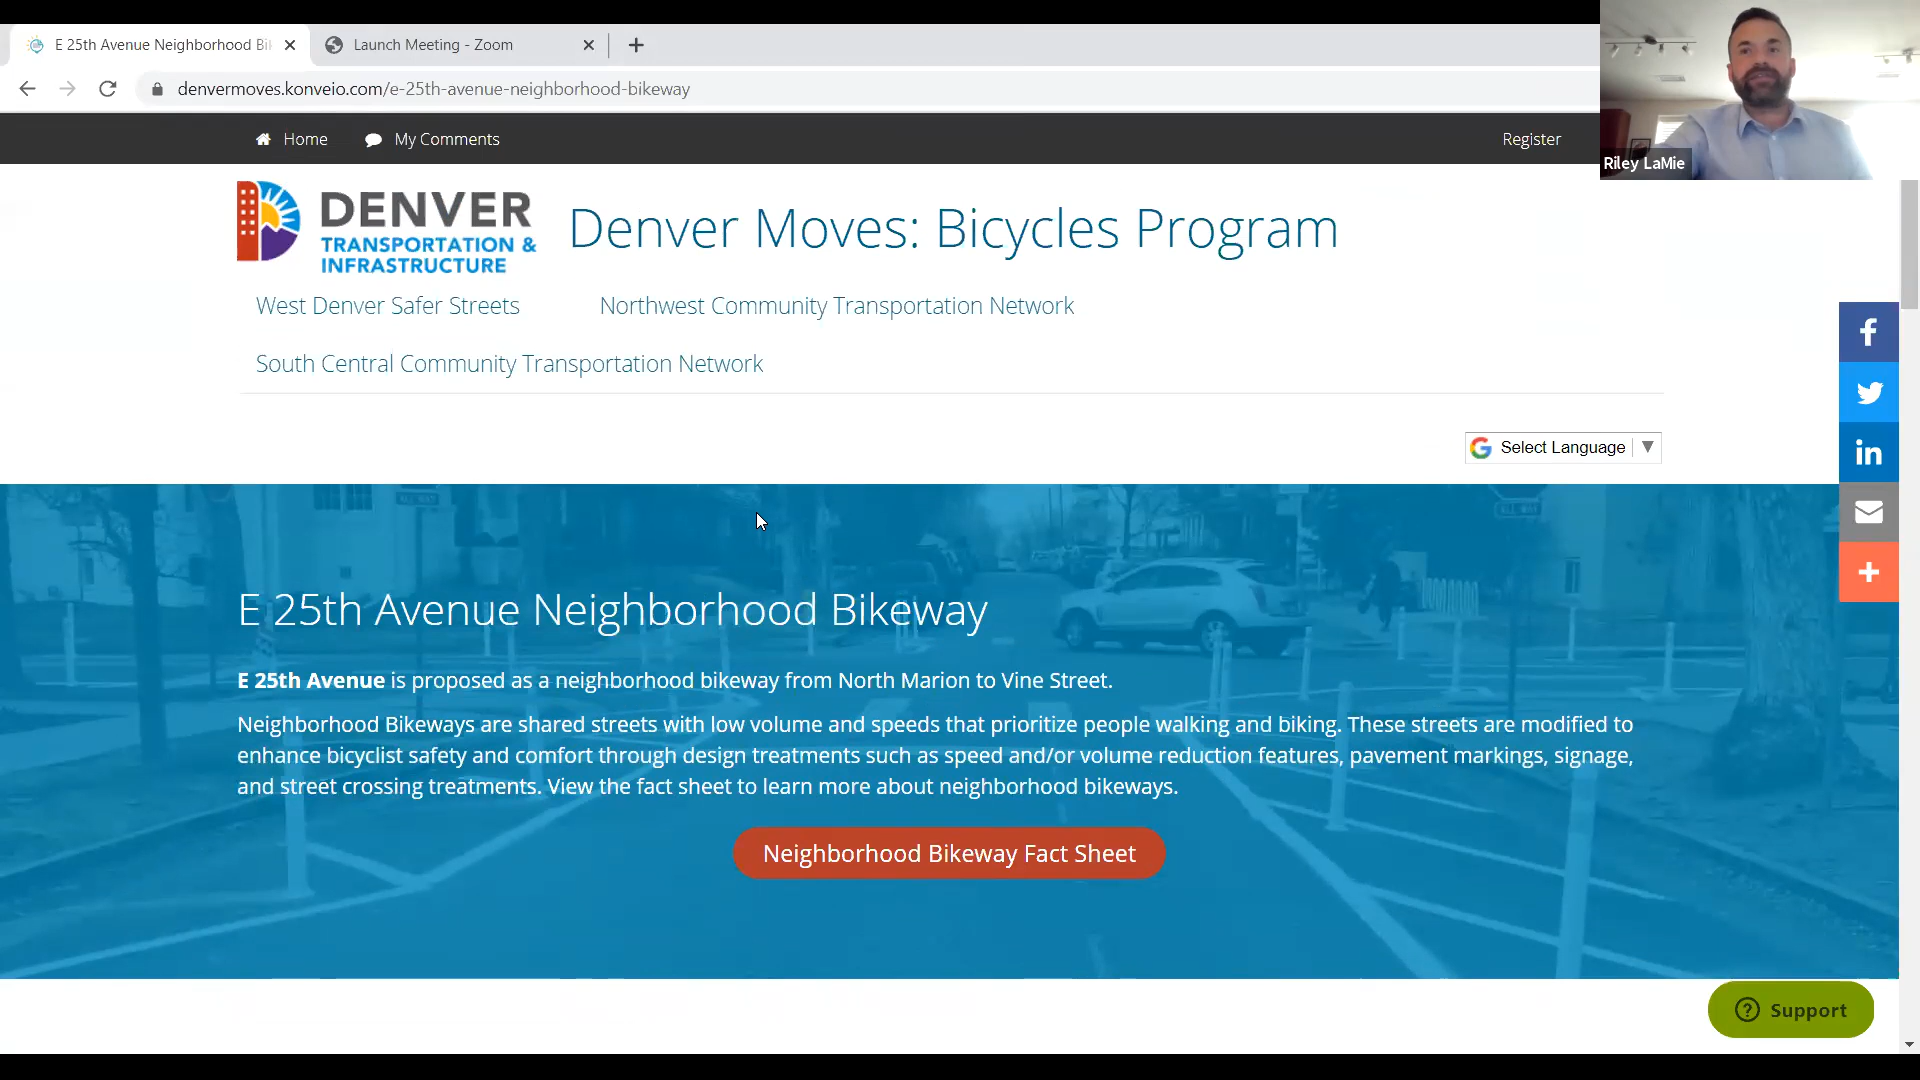 E 25th Avenue Neighborhood Bi
Launch Meeting - Zoom
denvermoves.konveio.com/e-25th-avenue-neighborhood-bikeway
Home
My Comments
Register
Riley LaMie
DENVER
TRANSPORTATION &
INFRASTRUCTURE
Denver Moves: Bicycles Program
West Denver Safer Streets
Northwest Community Transportation Network
South Central Community Transportation Network
Select Language
E 25th Avenue Neighborhood Bikeway
E 25th Avenue is proposed as a neighborhood bikeway from North Marion to Vine Street.
Neighborhood Bikeways are shared streets with low volume and speeds that prioritize people walking and biking. These streets are modified to
enhance bicyclist safety and comfort through design treatments such as speed and/or volume reduction features, pavement markings, signage,
and street crossing treatments. View the fact sheet to learn more about neighborhood bikeways.
Neighborhood Bikeway Fact Sheet
Support